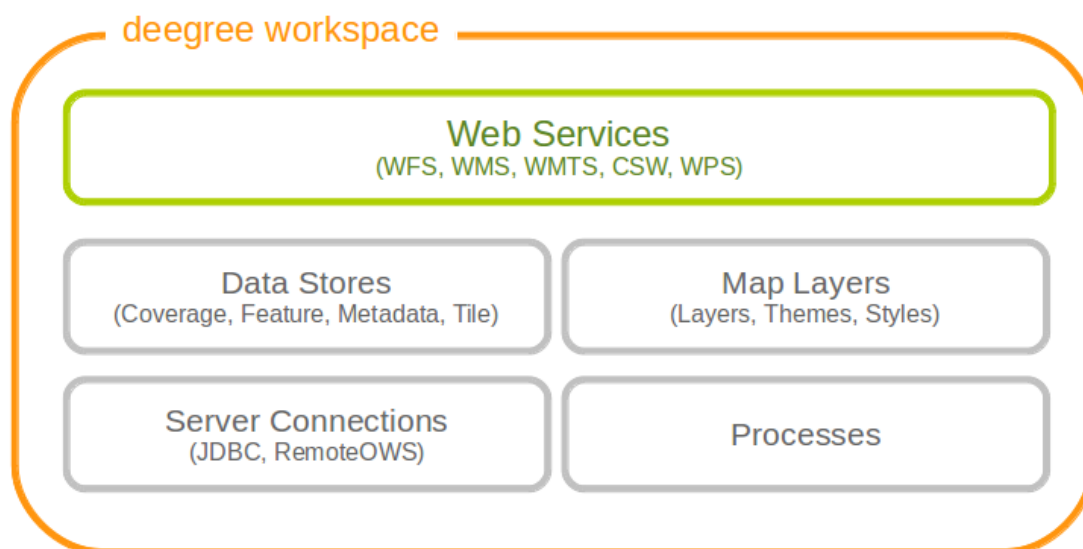 deegree workspace
Web Services
(WFS, WMS, WMTS, CSW, WPS)
Data Stores
(Coverage, Feature, Metadata, Tile)
Map Layers
(Layers, Themes, Styles)
Server Connections
(JDBC, RemoteOWS)
Processes